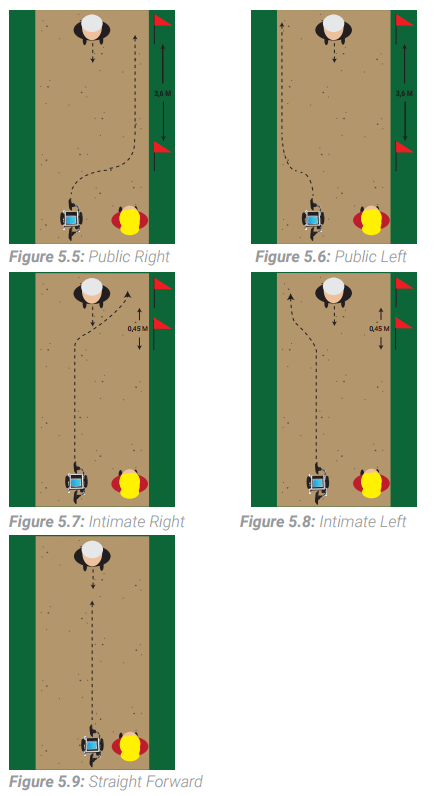 3,6 M
3,6 M
Figure 5.5: Public Right
Figure 5.6: Public Left
0,45 M
0,45 M
Figure 5.7: Intimate Right
Figure 5.8: Intimate Left
Figure 5.9: Straight Forward